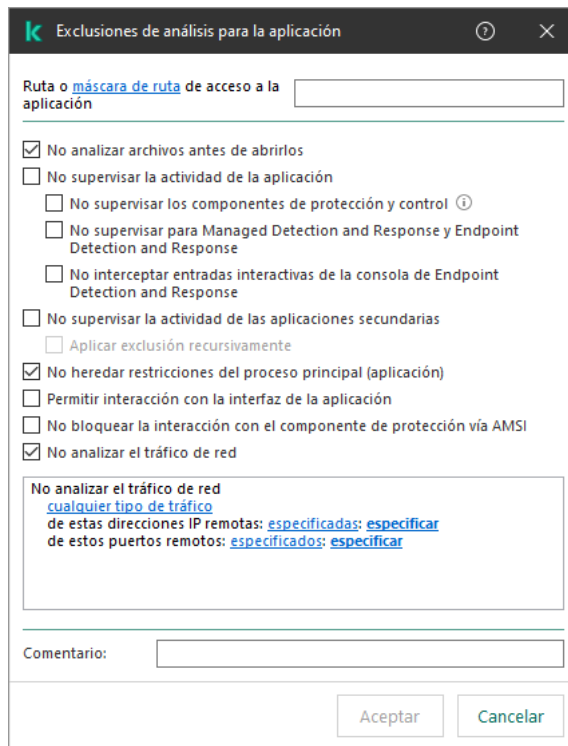 Exclusiones de análisis para la aplicación
Ruta o máscara de ruta de acceso a la
aplicación
No analizar archivos antes de abrirlos
No supervisar la actividad de la aplicación
No supervisar los componentes de protección y control
No supervisar para Managed Detection and Response y Endpoint
Detection and Response
No interceptar entradas interactivas de la consola de Endpoint
Detection and Response
No supervisar la actividad de las aplicaciones secundarias
Aplicar exclusión recursivamente
No heredar restricciones del proceso principal (aplicación)
Permitir interacción con la interfaz de la aplicación
No bloquear la interacción con el componente de protección vía AMSI
No analizar el tráfico de red
No analizar el tráfico de red
cualquier tipo de tráfico
de estas direcciones IP remotas: especificadas: especificar
de estos puertos remotos: especificados: especificar
Comentario:
Aceptar
Cancelar